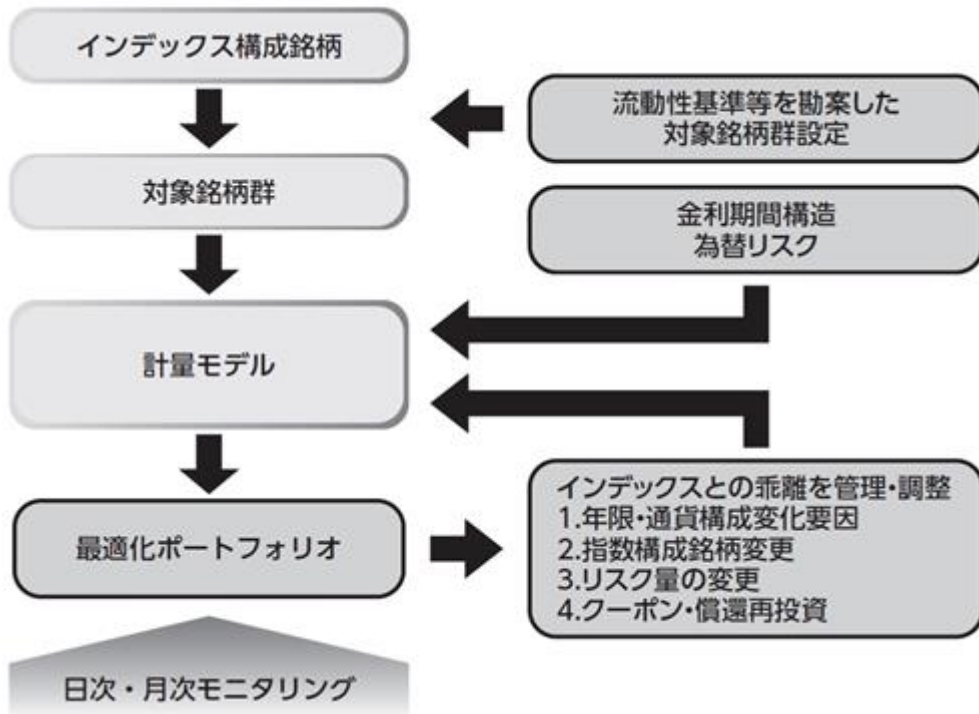 インデックス構成銘柄
流動性基準等を勘案した
対象銘柄群設定
対象銘柄群
金利期間構造
為替リスク
計量モデル
最適化ポートフォリオ
インデックスとの乖離を管理・調整
1.年限・通貨構成変化要因
2.指数構成銘柄変更
3.リスク量の変更
4.クーポン・償還再投資
日次・月次モニタリング